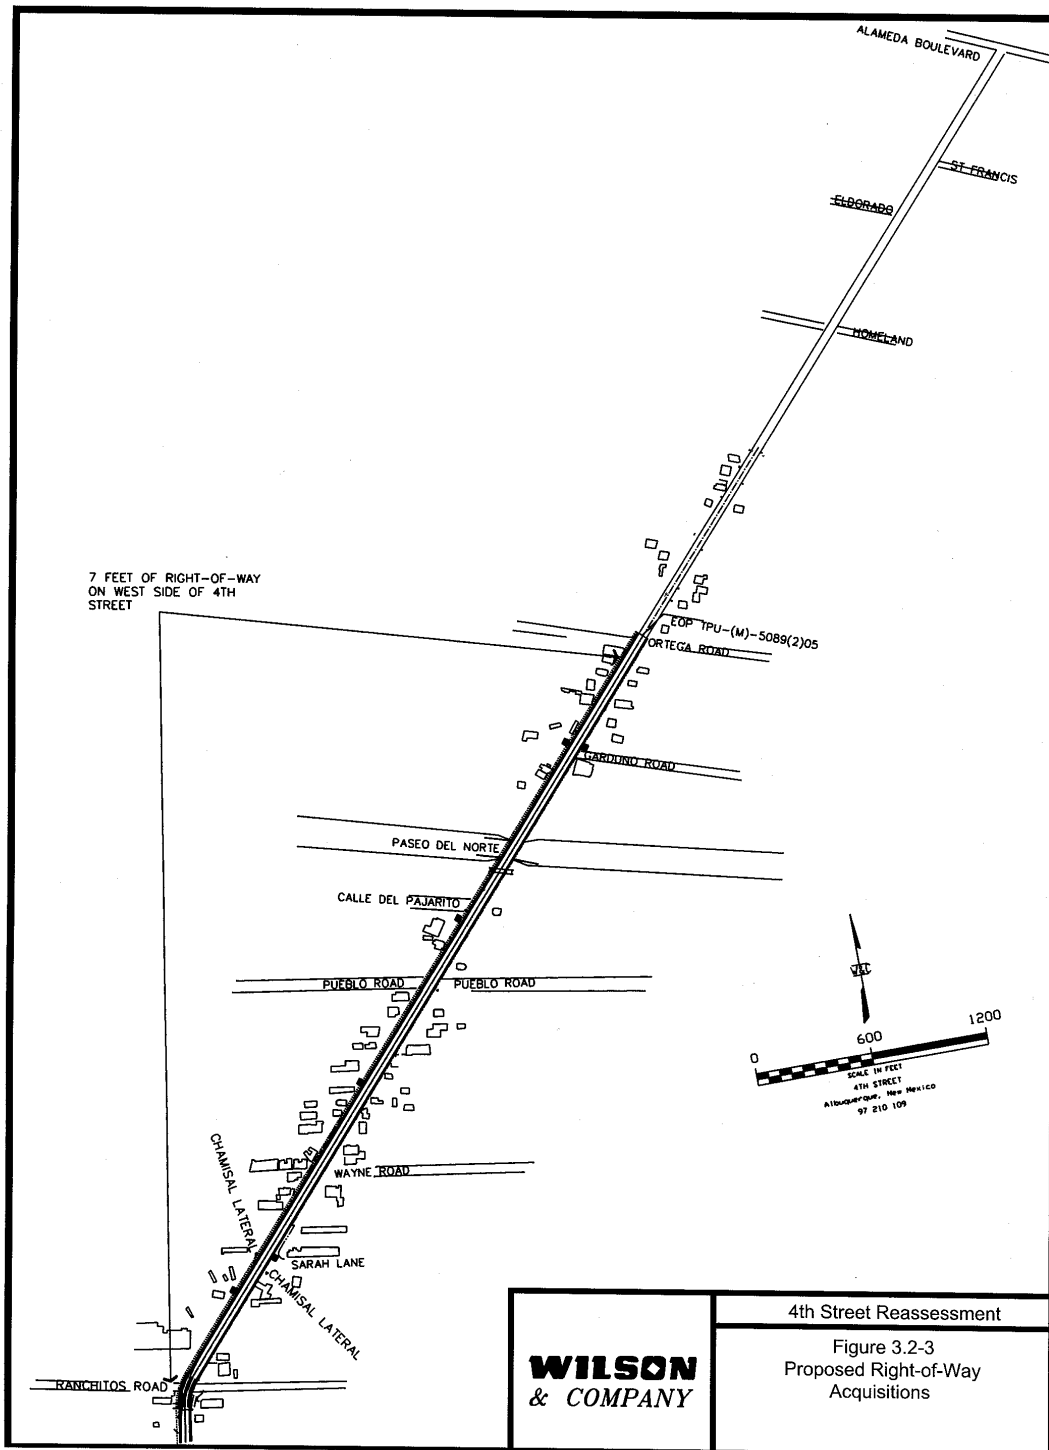 ALAMEDA BOULEVARD
ST. FRANCIS
ELDORADO
HOMELAND
7 FEET OF RIGHT-OF-WAY
ON WEST SIDE OF 4TH
STREET
EOP TPU-(M)-5089(2)05
ORTEGA ROAD
GARDUNO ROAD
PASEO DEL NORTE
CALLE DEL PAJARITO
PUEBLO ROAD
PUEBLO ROAD
W&C
0
600
1200
SCALE IN FEET
4TH STREET
Albuquerque, New Mexico
97 210 109
CHAMISAL LATERAL
WAYNE ROAD
SARAH LANE
CHAMISAL LATERAL
RANCHITOS ROAD
WILSON
& COMPANY
4th Street Reassessment
Figure 3.2-3
Proposed Right-of-Way
Acquisitions